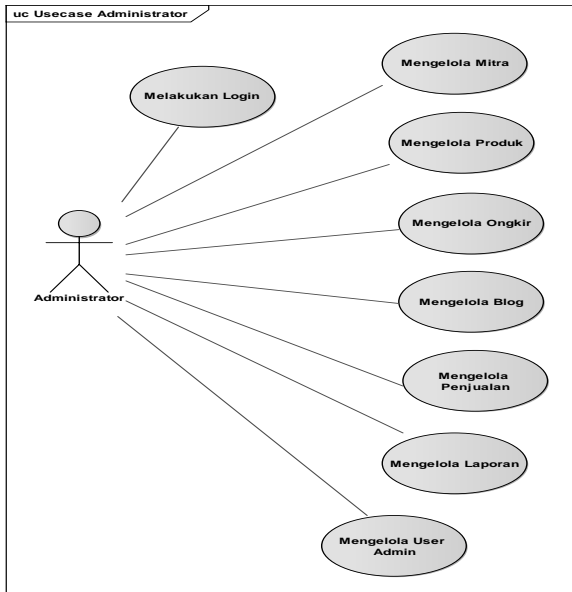 uc Usecase Administrator
Melakukan Login
Mengelola Mitra
Mengelola Produk
Mengelola Ongkir
Administrator
Mengelola Blog
Mengelola
Penjualan
Mengelola Laporan
Mengelola User
Admin